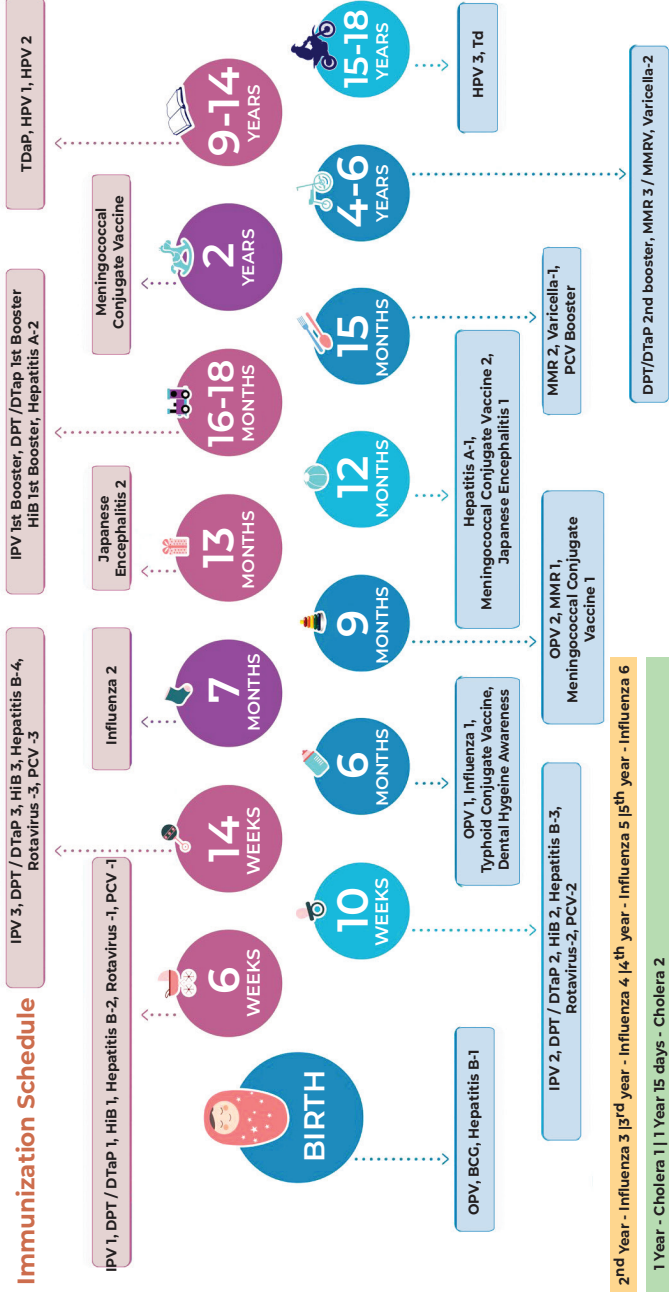 Immunization Schedule
BIRTH
OPV, BCG, Hepatitis B-1
6
WEEKS
IPV 1, DPT / DTaP 1, HiB 1, Hepatitis B-2, Rotavirus -1, PCV -1
10
WEEKS
IPV 2, DPT / DTaP 2, HiB 2, Hepatitis B-3,
Rotavirus-2, PCV-2
14
WEEKS
IPV 3, DPT / DTaP 3, HiB 3, Hepatitis B-4,
Rotavirus -3, PCV -3
6
MONTHS
OPV 1, Influenza 1,
Typhoid Conjugate Vaccine,
Dental Hygeine Awareness
7
MONTHS
Influenza 2
9
MONTHS
OPV 2, MMR 1,
Meningococcal Conjugate
Vaccine 1
12
MONTHS
Hepatitis A-1,
Meningococcal Conjugate Vaccine 2,
Japanese Encephalitis 1
13
MONTHS
Japanese
Encephalitis 2
15
MONTHS
MMR 2, Varicella-1,
PCV Booster
16-18
MONTHS
IPV 1st Booster, DPT /DTap 1st Booster
HiB 1st Booster, Hepatitis A-2
2
YEARS
Meningococcal
Conjugate Vaccine
4-6
YEARS
DPT/DTaP 2nd booster, MMR 3 / MMRV, Varicella-2
9-14
YEARS
TDaP, HPV 1, HPV 2
15-18
YEARS
HPV 3, Td
2nd Year - Influenza 3 |3rd year - Influenza 4 |4th year - Influenza 5 |5th year - Influenza 6
1 Year - Cholera 1 | 1 Year 15 days - Cholera 2